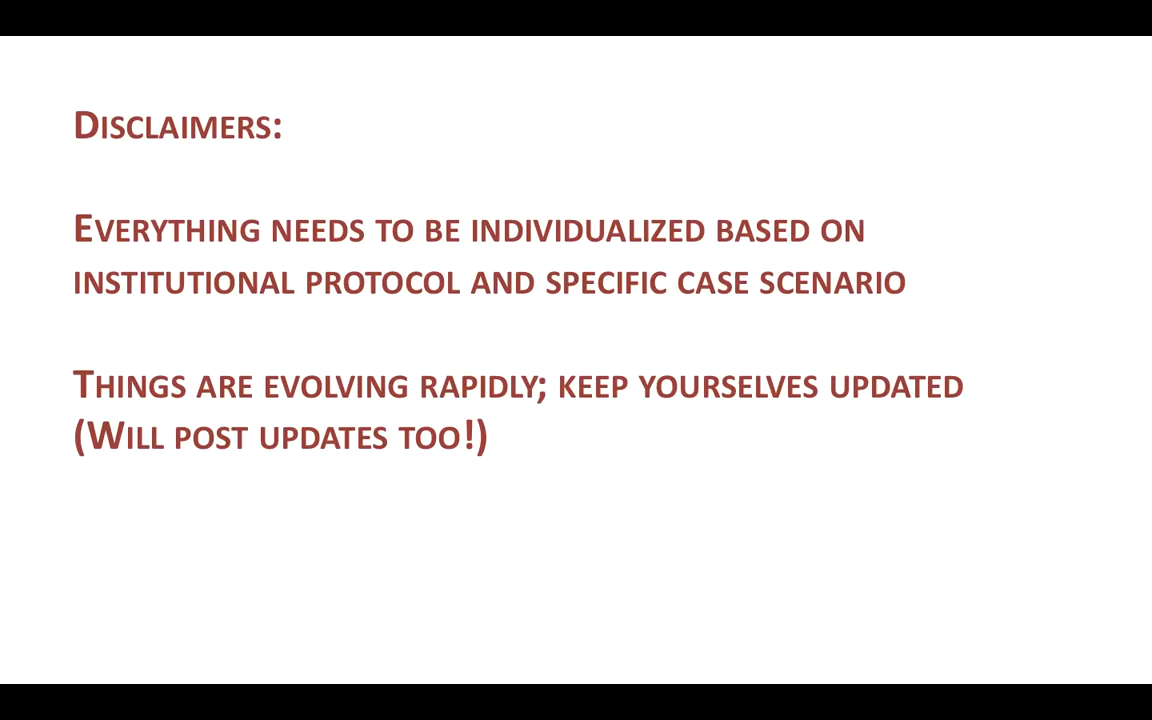 Disclaimers:
Everything needs to be individualized based on
institutional protocol and specific case scenario
Things are evolving rapidly; keep yourselves updated
(Will post updates too!)